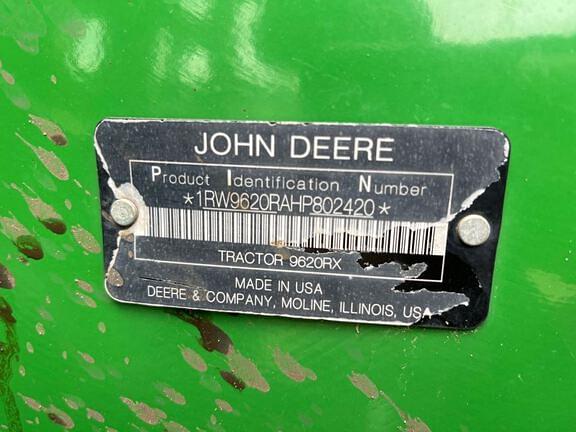 JOHN DEERE
Product Identification Number
*1RW9620RAHP802420*
TRACTOR 9620RX
MADE IN USA
DEERE & COMPANY, MOLINE, ILLINOIS, USA